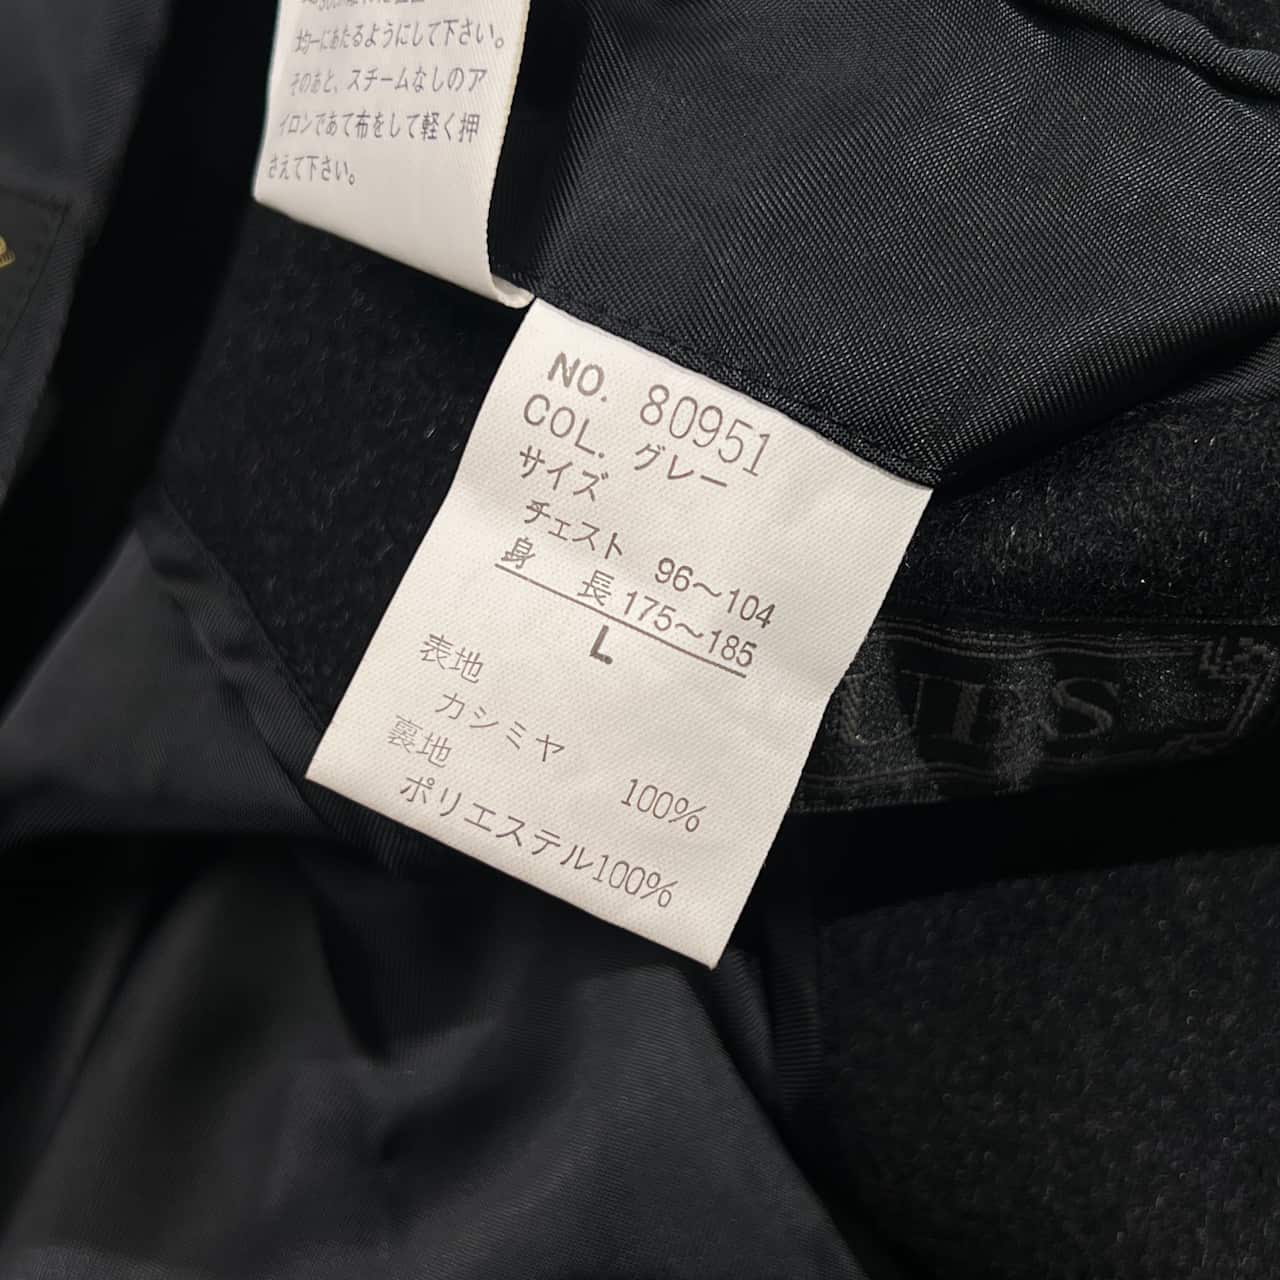 均一にあたるようにして下さい。
そのあと、スチームなしのア
イロンであて布をして軽く押
さえて下さい。
NO. 80951
COL. グレー
サイズ
チェスト 96～104
身 長 175～185
L
表地
カシミヤ 100%
裏地
ポリエステル100%